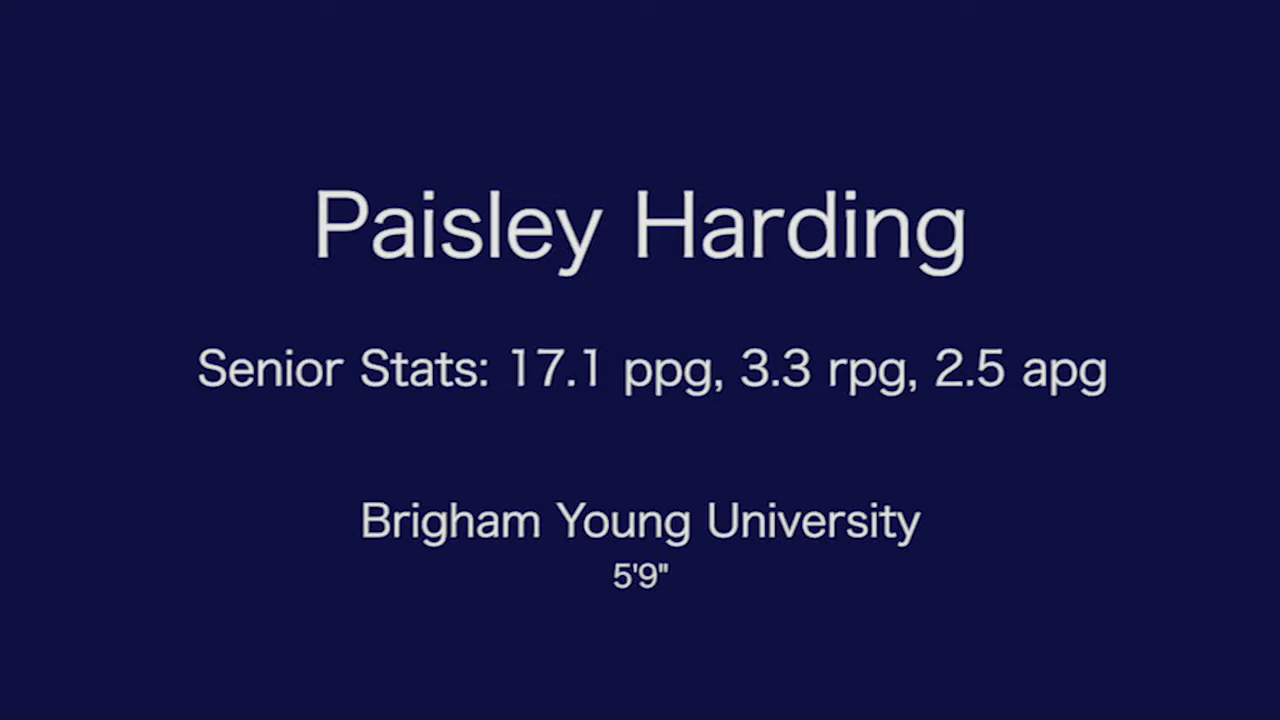 Paisley Harding
Senior Stats: 17.1 ppg, 3.3 rpg, 2.5 apg
Brigham Young University
5'9"